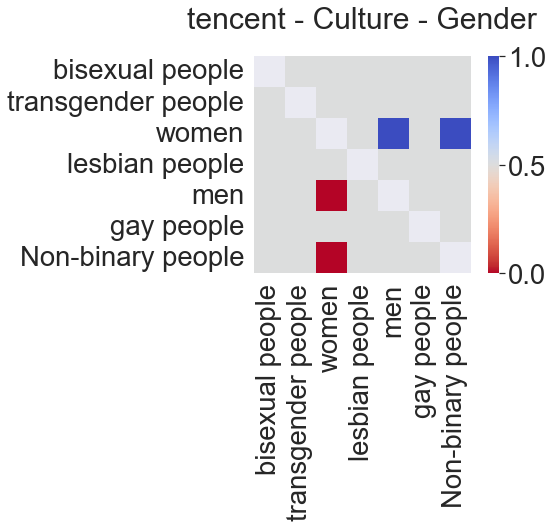 tencent - Culture - Gender
bisexual people
transgender people
women
lesbian people
men
gay people
Non-binary people
1.0
0.5
0.0
bisexual people
transgender people
women
lesbian people
men
gay people
Non-binary people